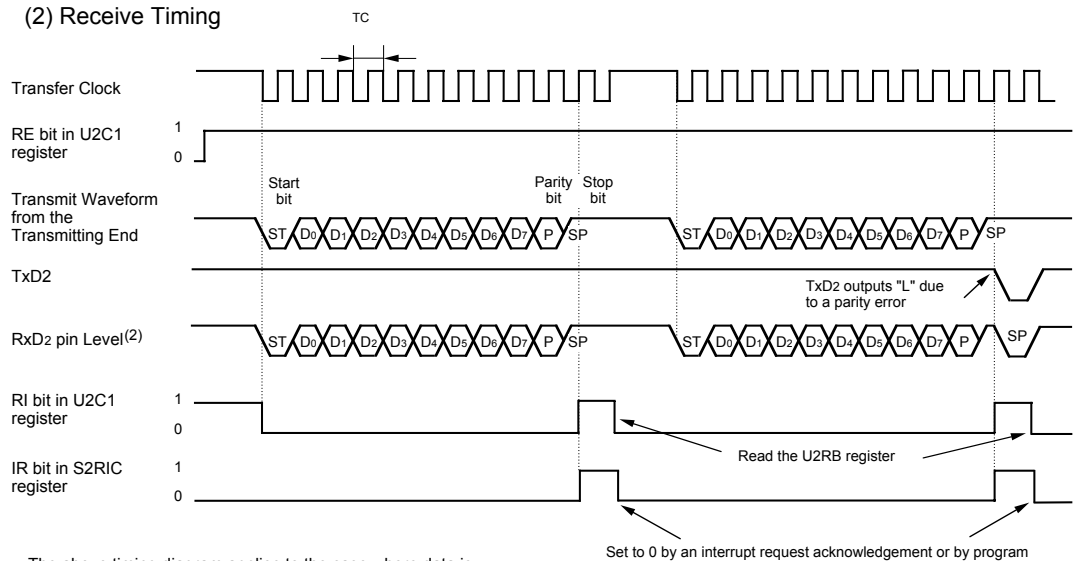 (2) Receive Timing
TC
Transfer Clock
RE bit in U2C1
register
1
0
Start
bit
Parity
bit
Stop
bit
Transmit Waveform
from the
Transmitting End
ST D0 D1 D2 D3 D4 D5 D6 D7 P SP
ST D0 D1 D2 D3 D4 D5 D6 D7 P SP
TxD2
TxD2 outputs "L" due
to a parity error
RxD2 pin Level(2)
ST D0 D1 D2 D3 D4 D5 D6 D7 P SP
ST D0 D1 D2 D3 D4 D5 D6 D7 P SP
RI bit in U2C1
register
1
0
Read the U2RB register
IR bit in S2RIC
register
1
0
Set to 0 by an interrupt request acknowledgement or by program